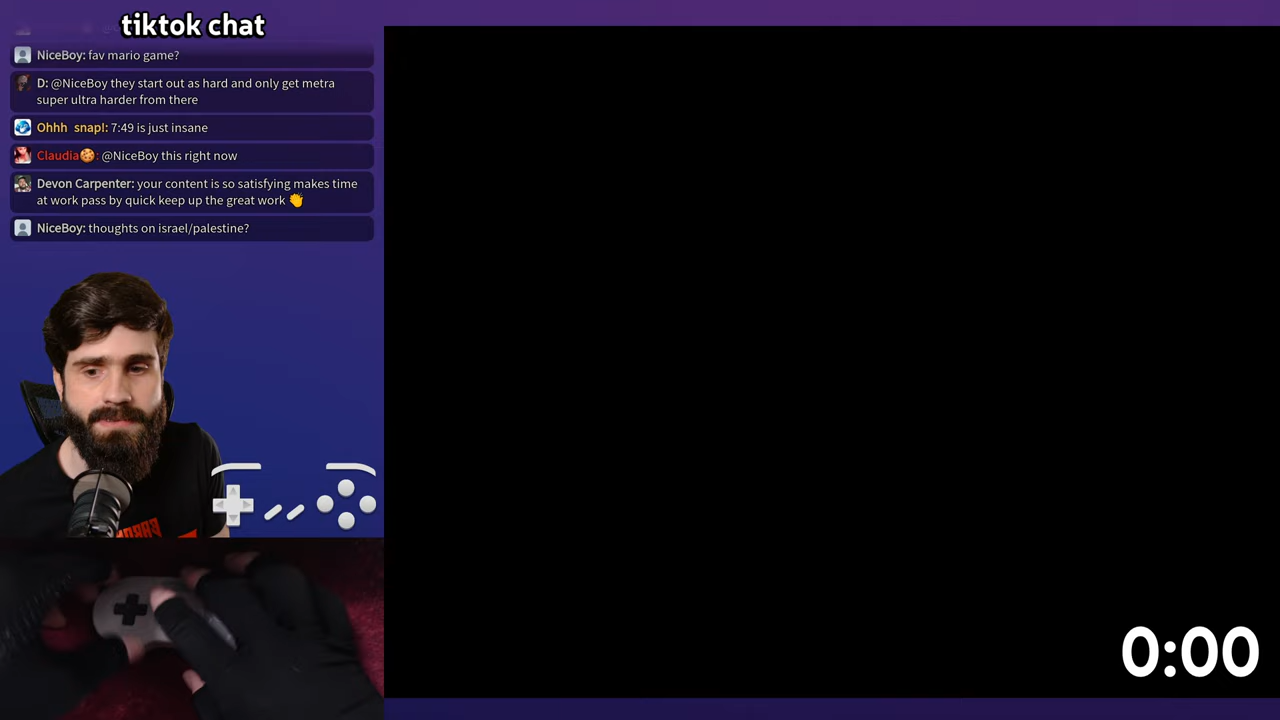 tiktok chat
NiceBoy: fav mario game?
D: @NiceBoy they start out as hard and only get metra
super ultra harder from there
Ohhh snap!: 7:49 is just insane
Claudia🍪: @NiceBoy this right now
Devon Carpenter: your content is so satisfying makes time
at work pass by quick keep up the great work 👏
NiceBoy: thoughts on israel/palestine?
0:00